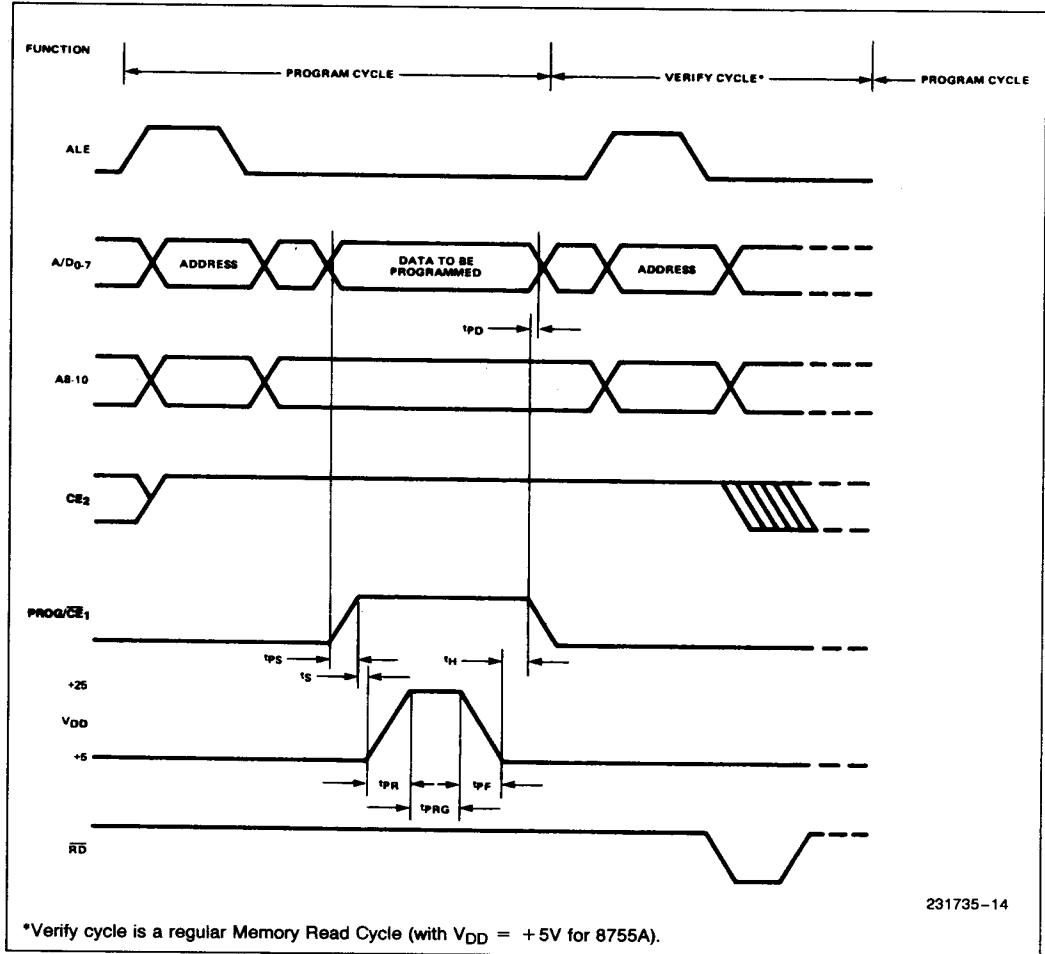 FUNCTION
PROGRAM CYCLE
VERIFY CYCLE*
PROGRAM CYCLE
ALE
A/D0-7
ADDRESS
DATA TO BE
PROGRAMMED
ADDRESS
tPD
A8-10
CE2
PROG/C̅E̅1
tPS
tH
tS
+25
VDD
+5
tPR
tPF
tPRG
R̅D̅
231735-14
*Verify cycle is a regular Memory Read Cycle (with VDD = +5V for 8755A).